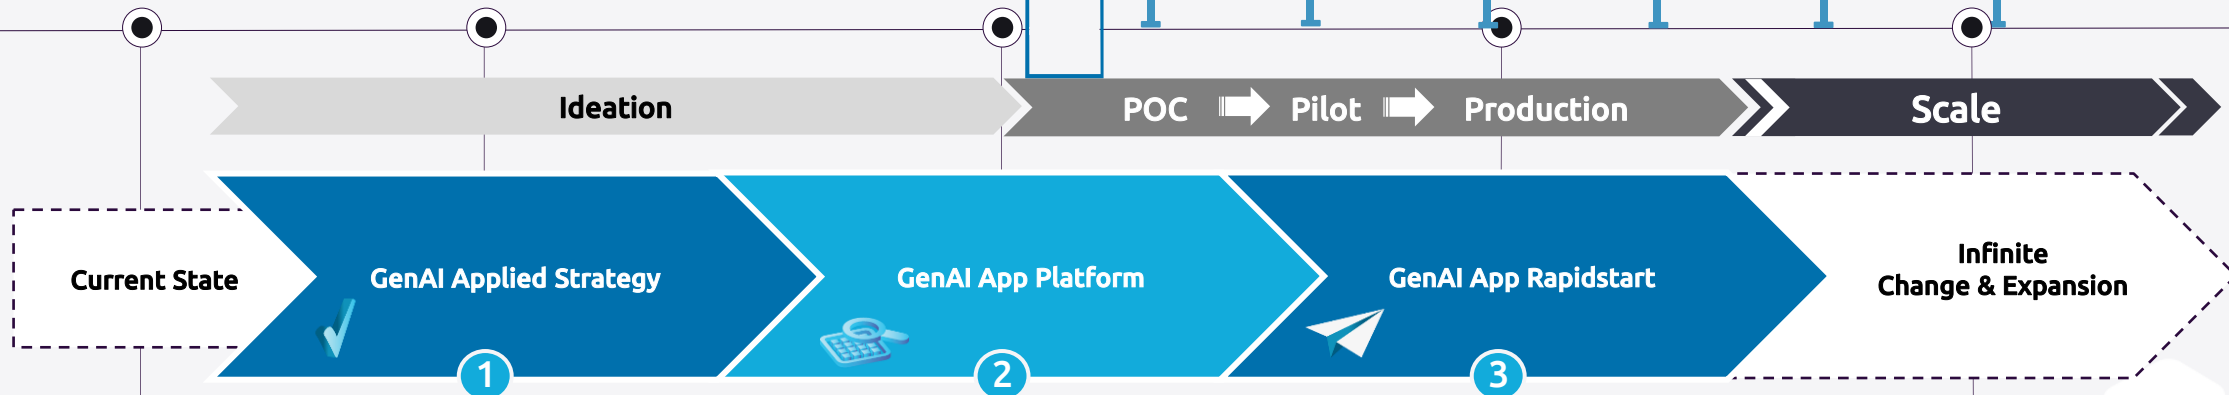 Ideation
POC
Pilot
Production
Scale
Current State
GenAI Applied Strategy
GenAI App Platform
GenAI App Rapidstart
Infinite
Change & Expansion
1
2
3